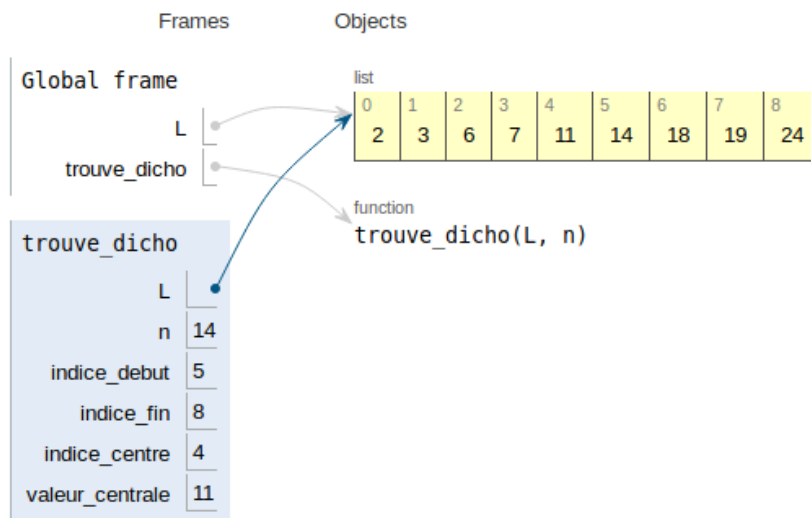 Frames Objects
Global frame
L
trouve_dicho
list
0 1 2 3 4 5 6 7 8
2 3 6 7 11 14 18 19 24
function
trouve_dicho(L, n)
trouve_dicho
L
n 14
indice_debut 5
indice_fin 8
indice_centre 4
valeur_centrale 11